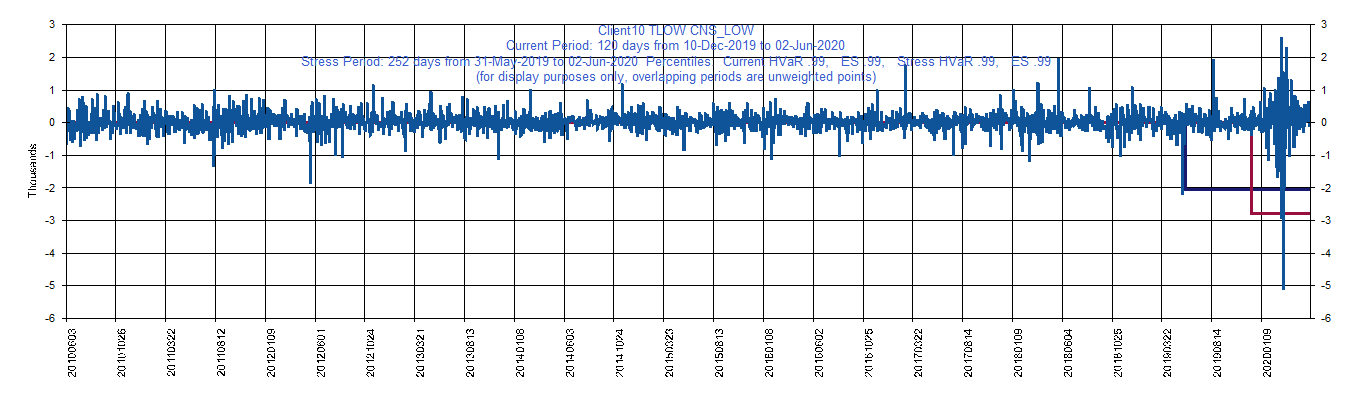 Client10 TLOW CNS_LOW
Current Period: 120 days from 10-Dec-2019 to 02-Jun-2020
Stress Period: 252 days from 31-May-2019 to 02-Jun-2020 Percentiles: Current HVaR .99, ES .99, Stress HVaR .99, ES .99
(for display purposes only, overlapping periods are unweighted points)
3 3
2 2
1 1
0 0
-1 -1
-2 -2
-3 -3
-4 -4
-5 -5
-6 -6
Thousands
20100603 20101026 20110322 20110812 20120109 20120601 20121024 20130321 20130813 20140108 20140603 20141024 20150323 20150813 20160108 20160602 20161025 20170322 20170814 20180109 20180604 20181025 20190322 20190814 20200109